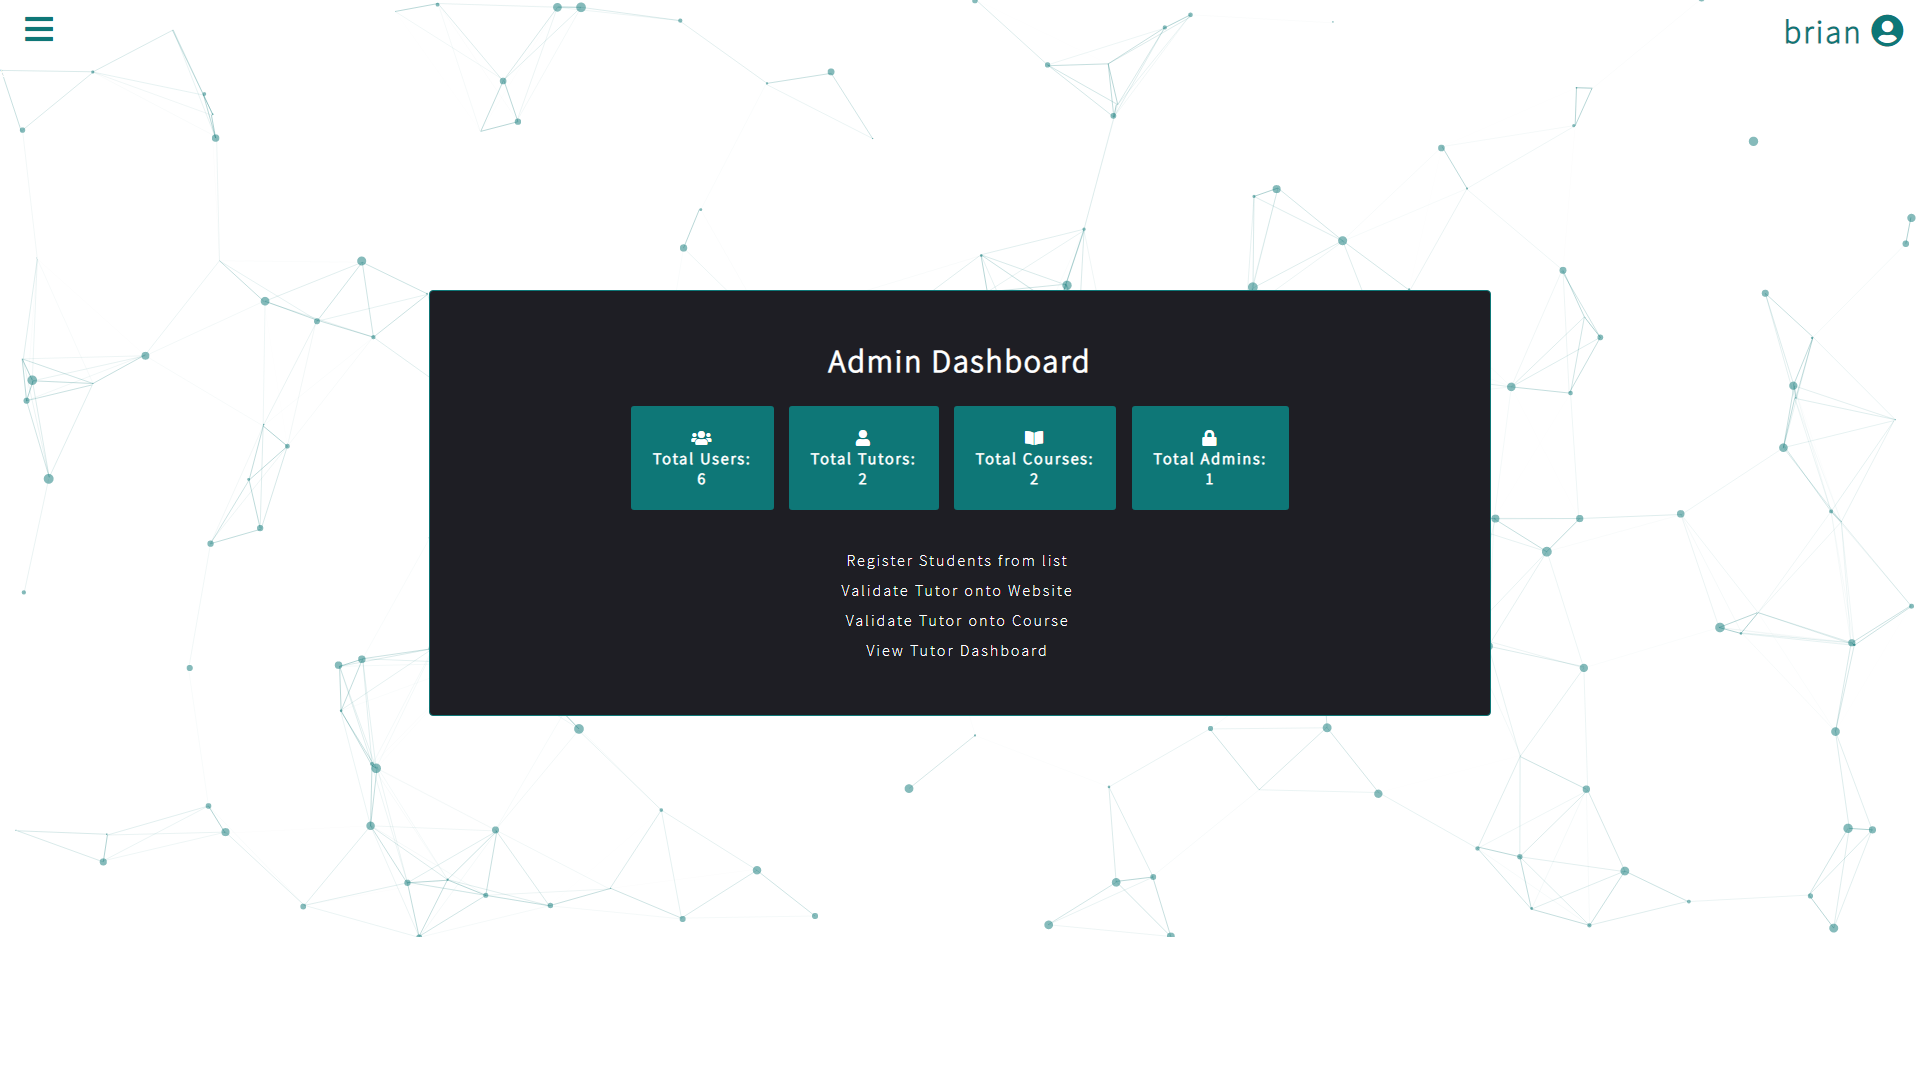 brian
Admin Dashboard
Total Users:
6
Total Tutors:
2
Total Courses:
2
Total Admins:
1
Register Students from list
Validate Tutor onto Website
Validate Tutor onto Course
View Tutor Dashboard